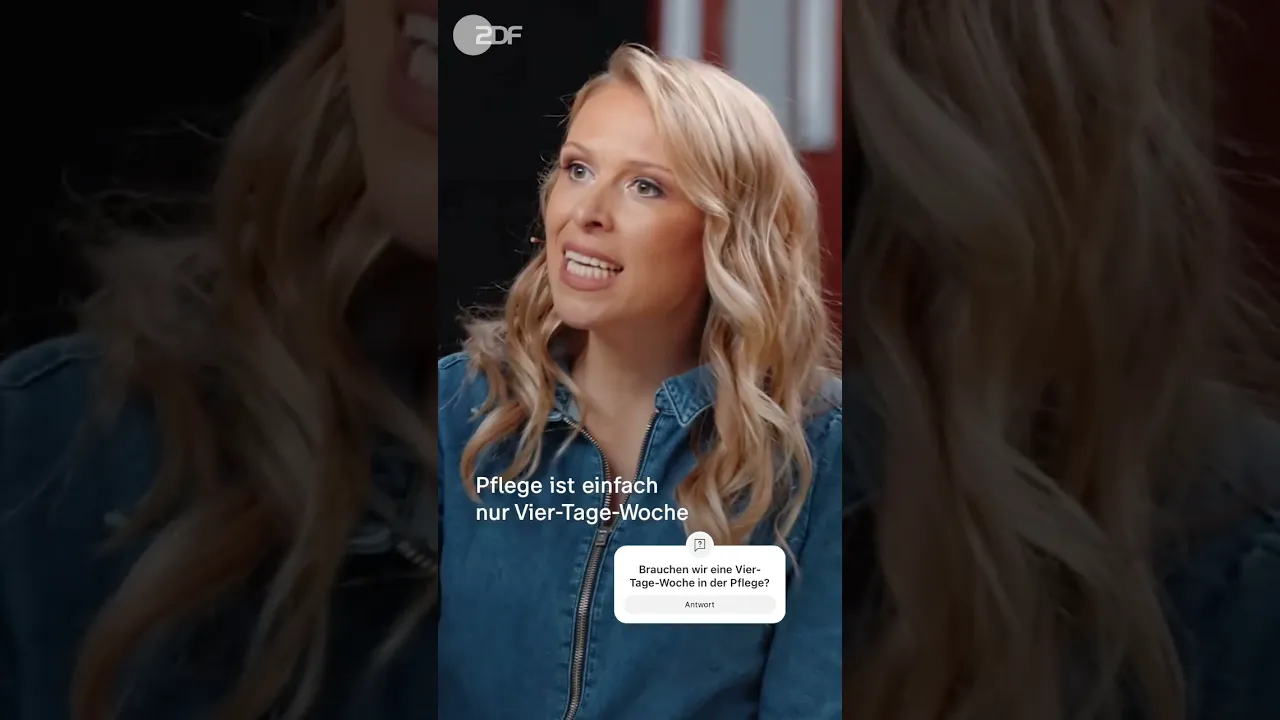 ZDF
Pflege ist einfach
nur Vier-Tage-Woche
?
Brauchen wir eine Vier-
Tage-Woche in der Pflege?
Antwort